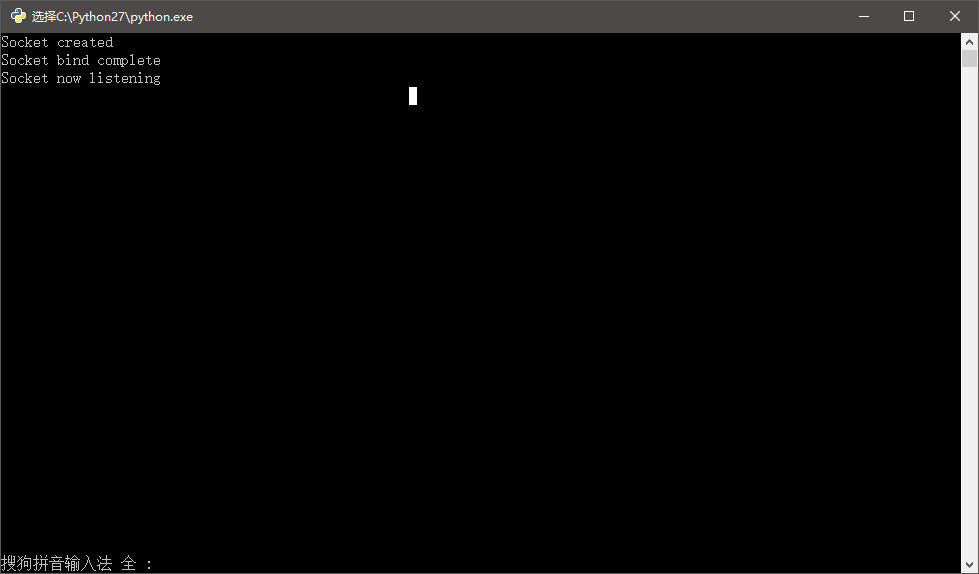 选择C:\Python27\python.exe
Socket created
Socket bind complete
Socket now listening
搜狗拼音输入法 全 :